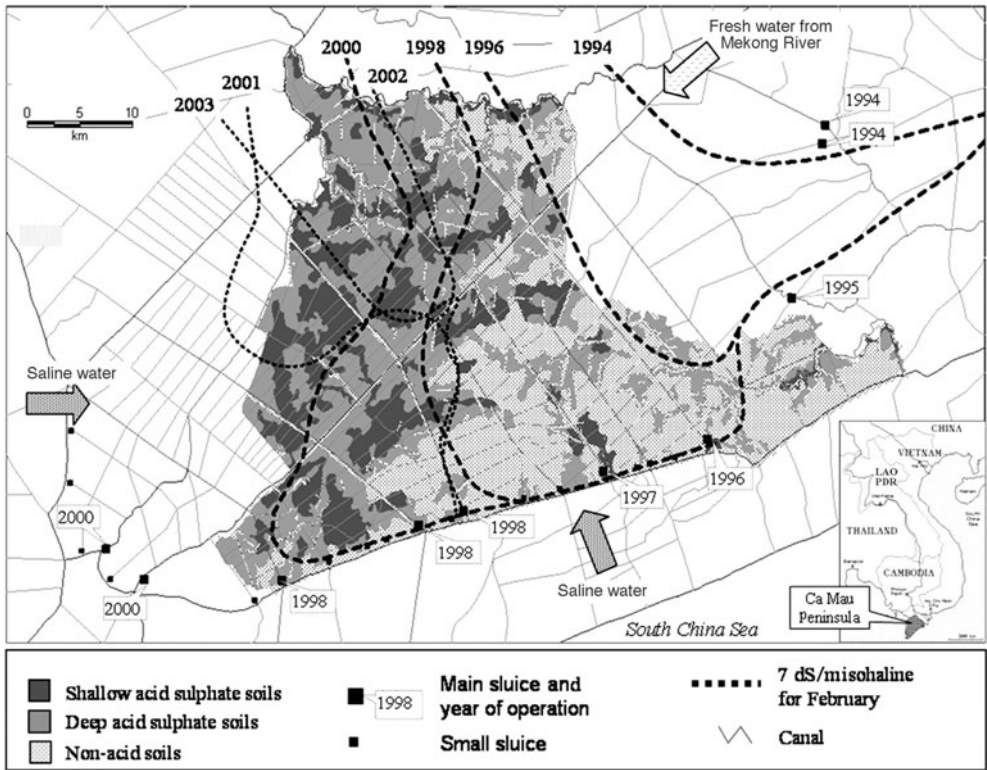 Fresh water from
Mekong River
2000
1998
1996
1994
2001
2002
2003
1994
1994
0
5
10
km
1995
Saline water
CHINA
VIETNAM
LAO
PDR
1996
1997
THAILAND
South
China
Sea
2000
1998
1998
CAMBODIA
Saline water
2000
1998
Ca Mau
Peninsula
South China Sea
Shallow acid sulphate soils
Deep acid sulphate soils
Non-acid soils
1998
Main sluice and
year of operation
Small sluice
7 dS/misohaline
for February
Canal